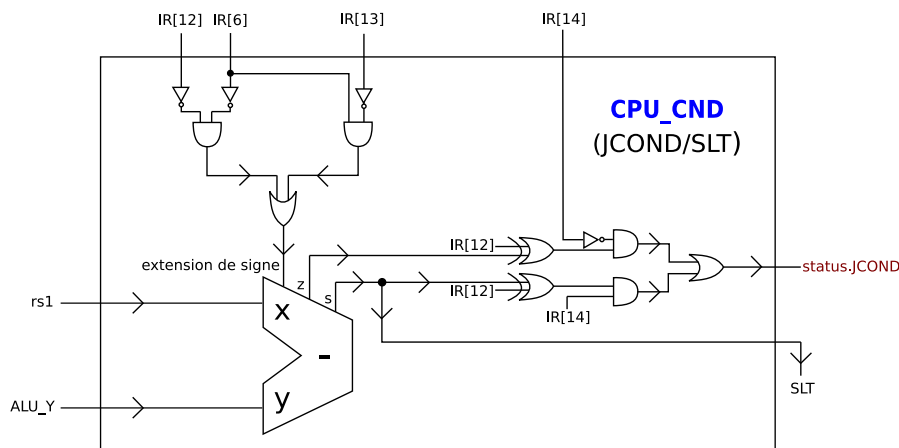 IR[12] IR[6] IR[13] IR[14]
CPU_CND
(JCOND/SLT)
IR[12]
extension de signe
z
status.JCOND
s
IR[12]
rs1
x
IR[14]
-
SLT
y
ALU_Y